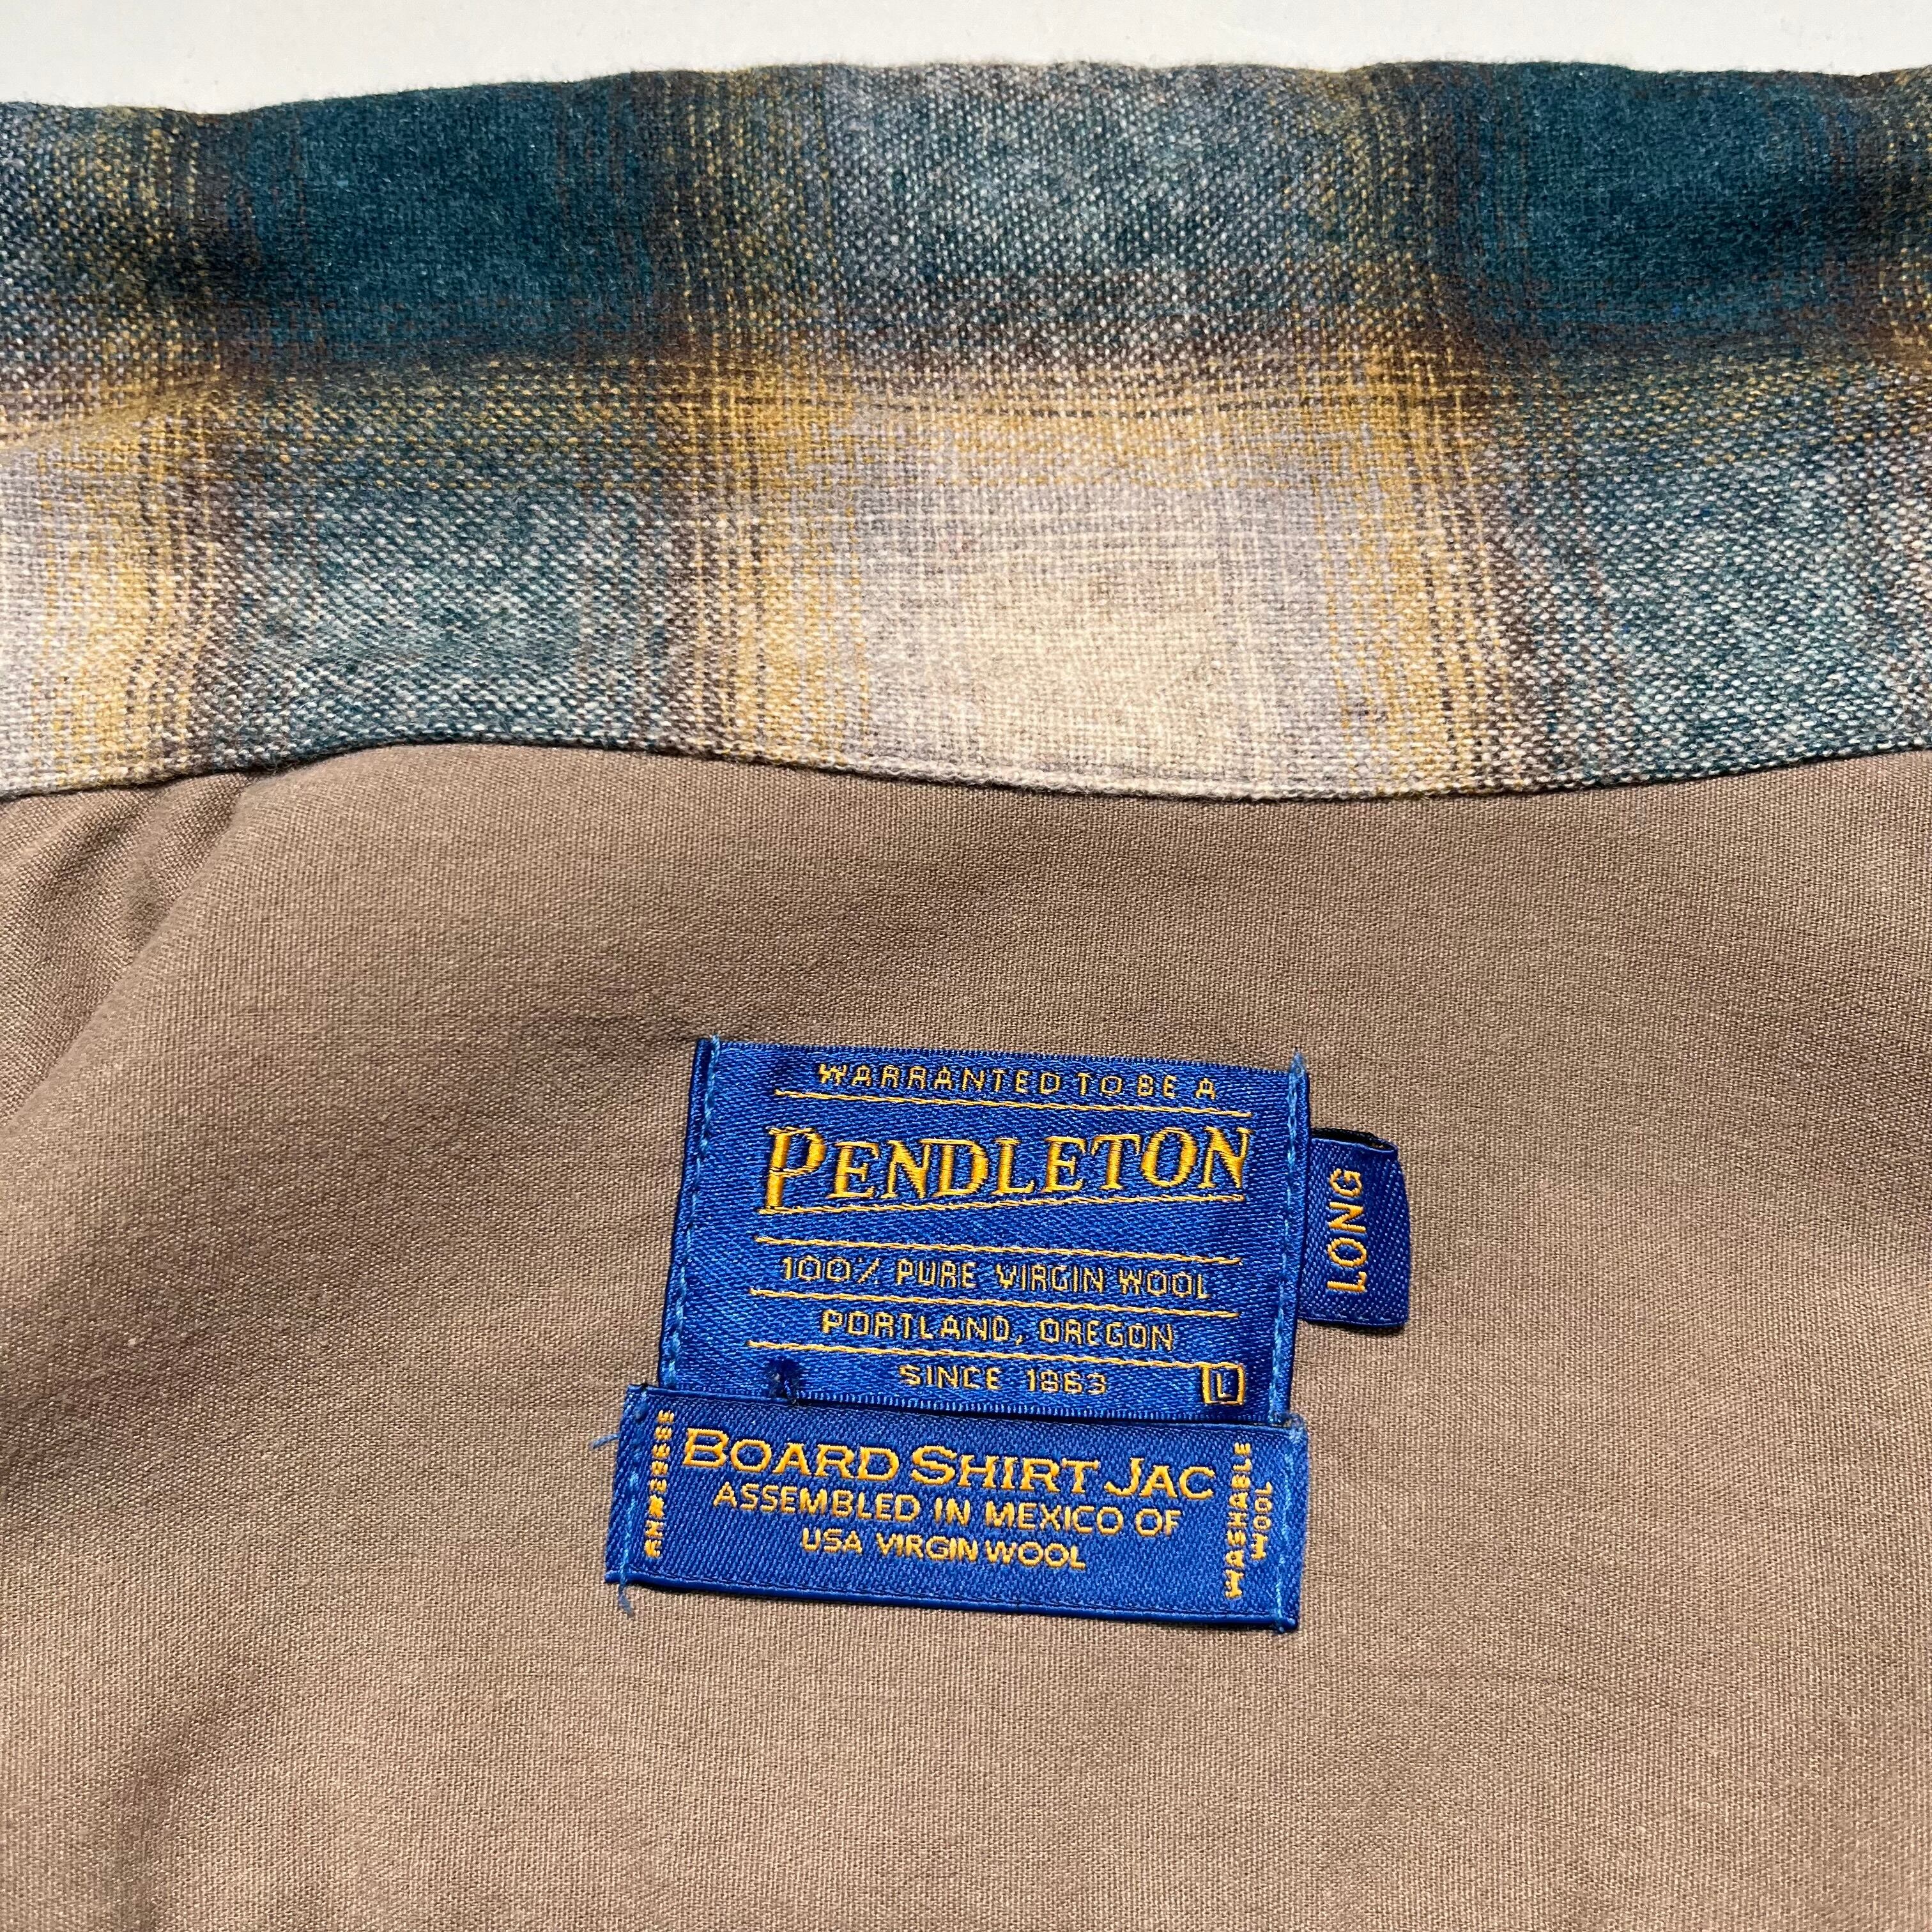 WARRANTED TO BE A
PENDLETON
100% PURE VIRGIN WOOL
PORTLAND, OREGON
SINCE 1863
L
LONG
BOARD SHIRT JAC
ASSEMBLED IN MEXICO OF
USA VIRGIN WOOL
WASHABLE
WOOL